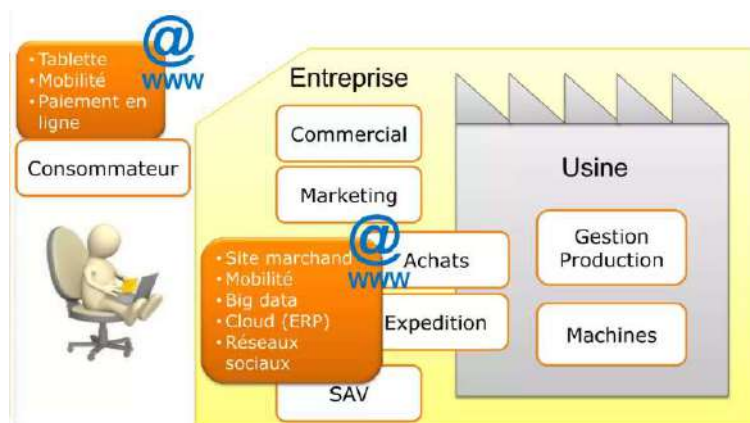 • Tablette
• Mobilité
• Paiement en
ligne
@
www
Consommateur
Entreprise
Commercial
Marketing
@
www
• Site marchand
• Mobilité
• Big data
• Cloud (ERP)
• Réseaux
sociaux
Achats
Expedition
SAV
Usine
Gestion
Production
Machines